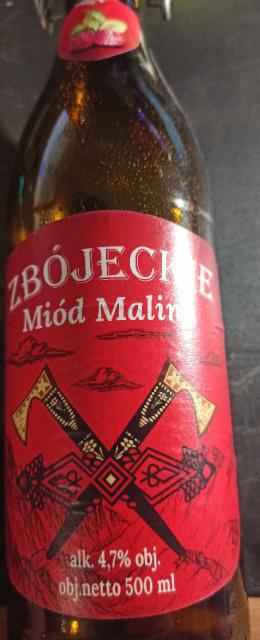 ZBÓJECKIE
Miód Malin
alk. 4,7% obj.
obj.netto 500 ml